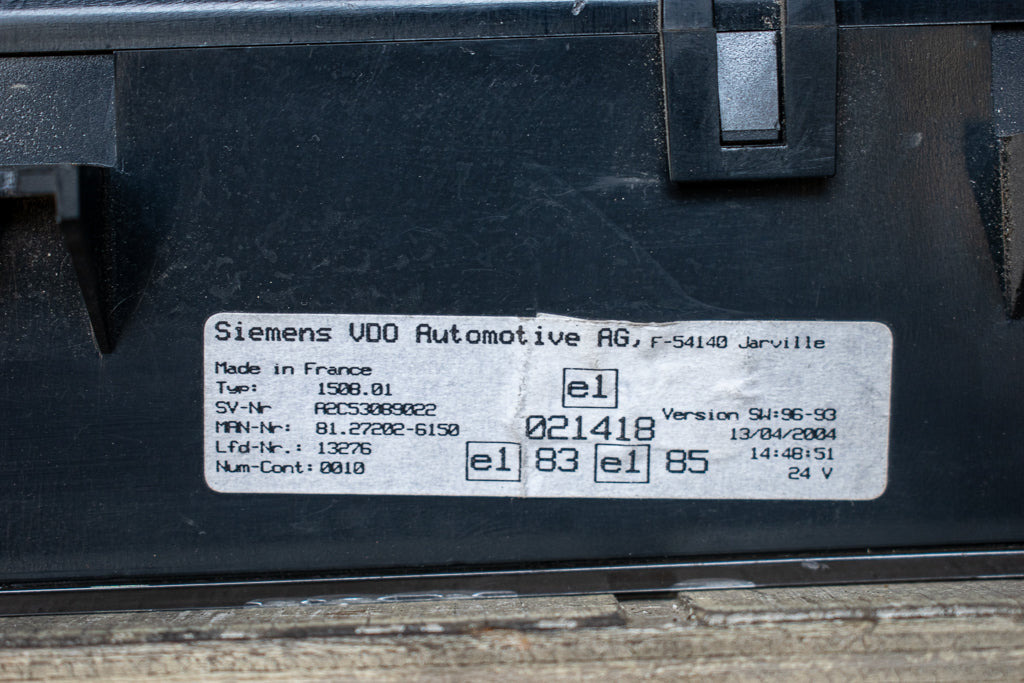 Siemens VDO Automotive AG, F-54140 Jarville
Made in France
Typ: 1508.01
SV-Nr A2C53089022
MAN-Nr: 81.27202-6150
Lfd-Nr.: 13276
Num-Cont: 0010
e1
021418
e1 83 e1 85
Version SW:96-93
13/04/2004
14:48:51
24 V